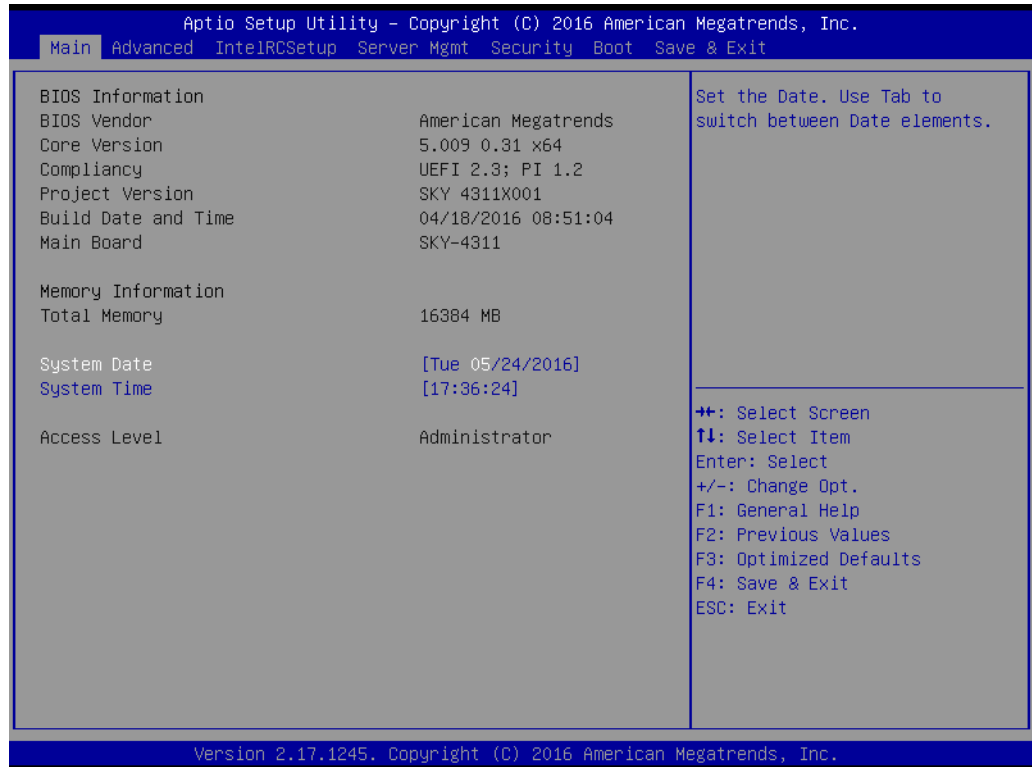 Aptio Setup Utility – Copyright (C) 2016 American Megatrends, Inc.
Main Advanced IntelRCSetup Server Mgmt Security Boot Save & Exit
BIOS Information
BIOS Vendor American Megatrends
Core Version 5.009 0.31 x64
Compliancy UEFI 2.3; PI 1.2
Project Version SKY 4311X001
Build Date and Time 04/18/2016 08:51:04
Main Board SKY-4311
Memory Information
Total Memory 16384 MB
System Date [Tue 05/24/2016]
System Time [17:36:24]
Access Level Administrator
Set the Date. Use Tab to
switch between Date elements.
→←: Select Screen
↑↓: Select Item
Enter: Select
+/-: Change Opt.
F1: General Help
F2: Previous Values
F3: Optimized Defaults
F4: Save & Exit
ESC: Exit
Version 2.17.1245. Copyright (C) 2016 American Megatrends, Inc.